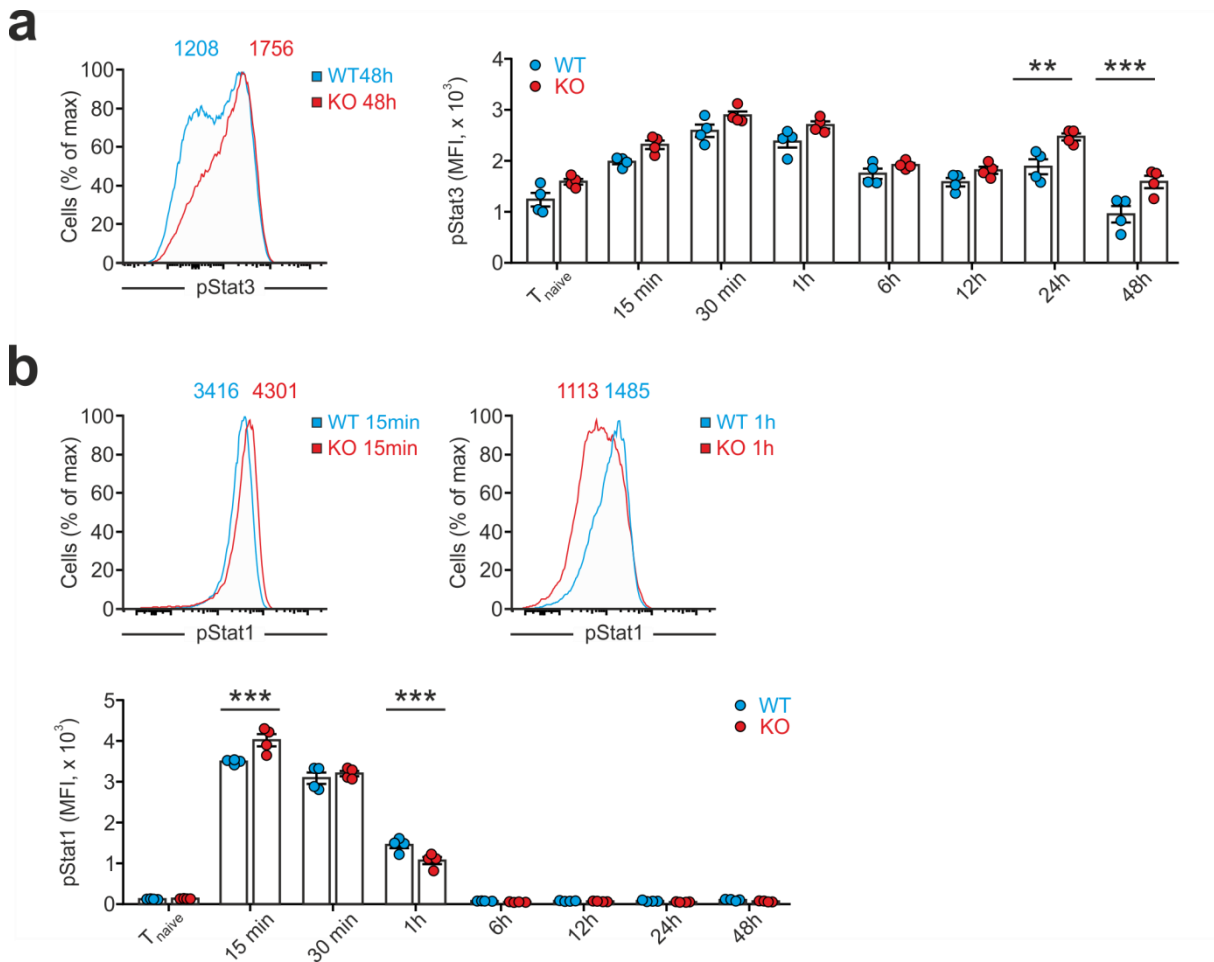 a
1208 1756
WT48h
KO 48h
100
80
60
40
20
0
Cells (% of max)
pStat3
WT
KO
** ***
4
3
2
1
0
pStat3 (MFI, x 10³)
Tnaive 15 min 30 min 1h 6h 12h 24h 48h
b
3416 4301
WT 15min
KO 15min
100
80
60
40
20
0
Cells (% of max)
pStat1
1113 1485
WT 1h
KO 1h
100
80
60
40
20
0
Cells (% of max)
pStat1
*** ***
WT
KO
5
4
3
2
1
0
pStat1 (MFI, x 10³)
Tnaive 15 min 30 min 1h 6h 12h 24h 48h